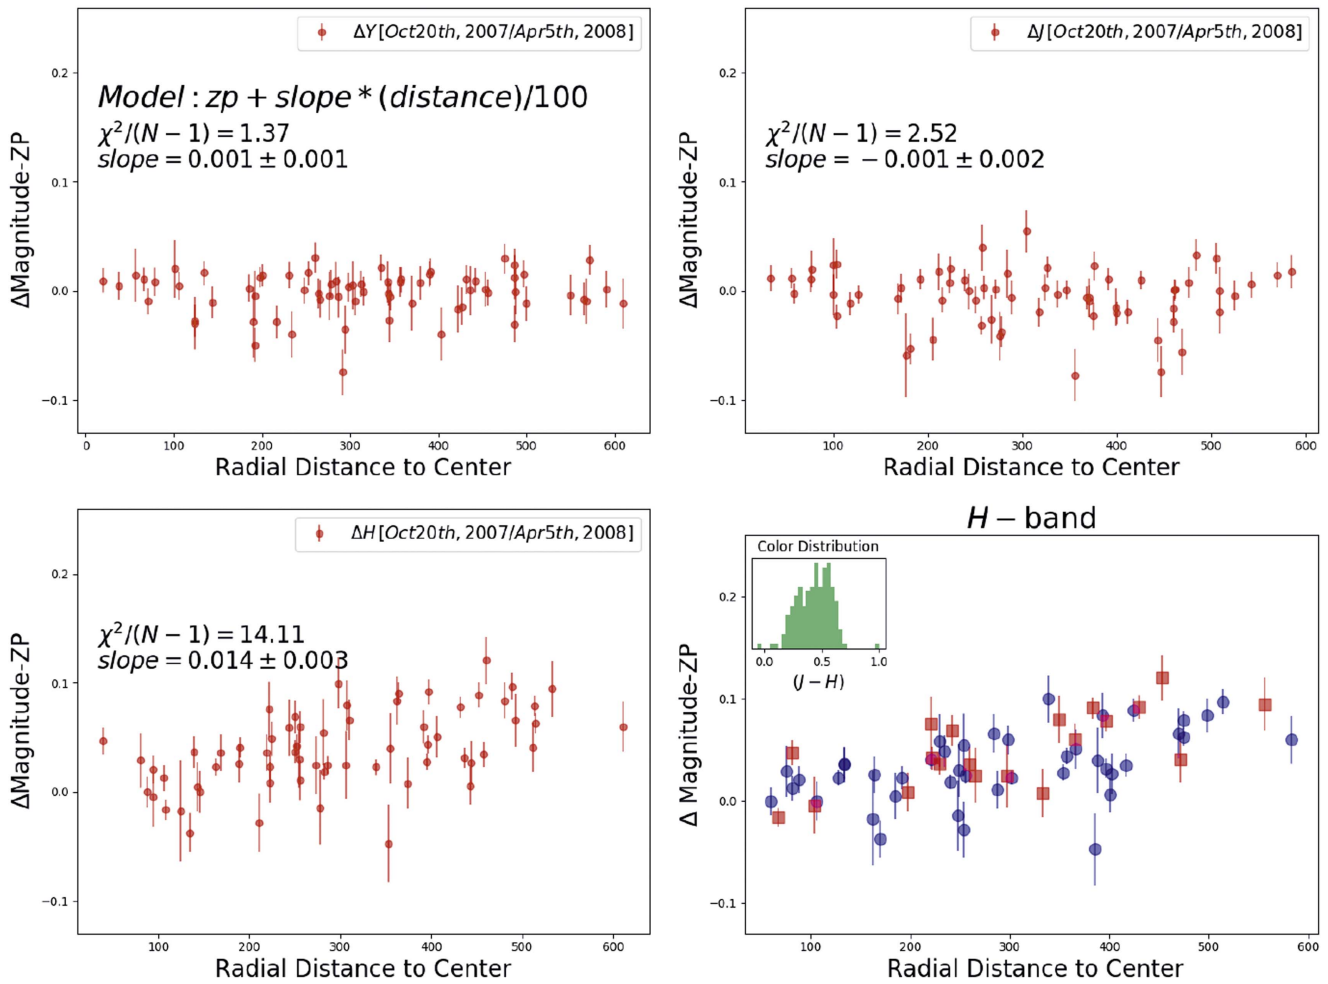 ΔY [Oct20th, 2007/Apr5th, 2008]
Model : zp + slope * (distance)/100
χ²/(N − 1) = 1.37
slope = 0.001 ± 0.001
ΔMagnitude-ZP
0.2
0.1
0.0
−0.1
0 100 200 300 400 500 600
Radial Distance to Center
ΔJ [Oct20th, 2007/Apr5th, 2008]
χ²/(N − 1) = 2.52
slope = − 0.001 ± 0.002
ΔMagnitude-ZP
0.2
0.1
0.0
−0.1
100 200 300 400 500 600
Radial Distance to Center
ΔH [Oct20th, 2007/Apr5th, 2008]
χ²/(N − 1) = 14.11
slope = 0.014 ± 0.003
ΔMagnitude-ZP
0.2
0.1
0.0
−0.1
100 200 300 400 500 600
Radial Distance to Center
H − band
Color Distribution
0.0 0.5 1.0
(J − H)
Δ Magnitude-ZP
0.2
0.1
0.0
−0.1
100 200 300 400 500 600
Radial Distance to Center